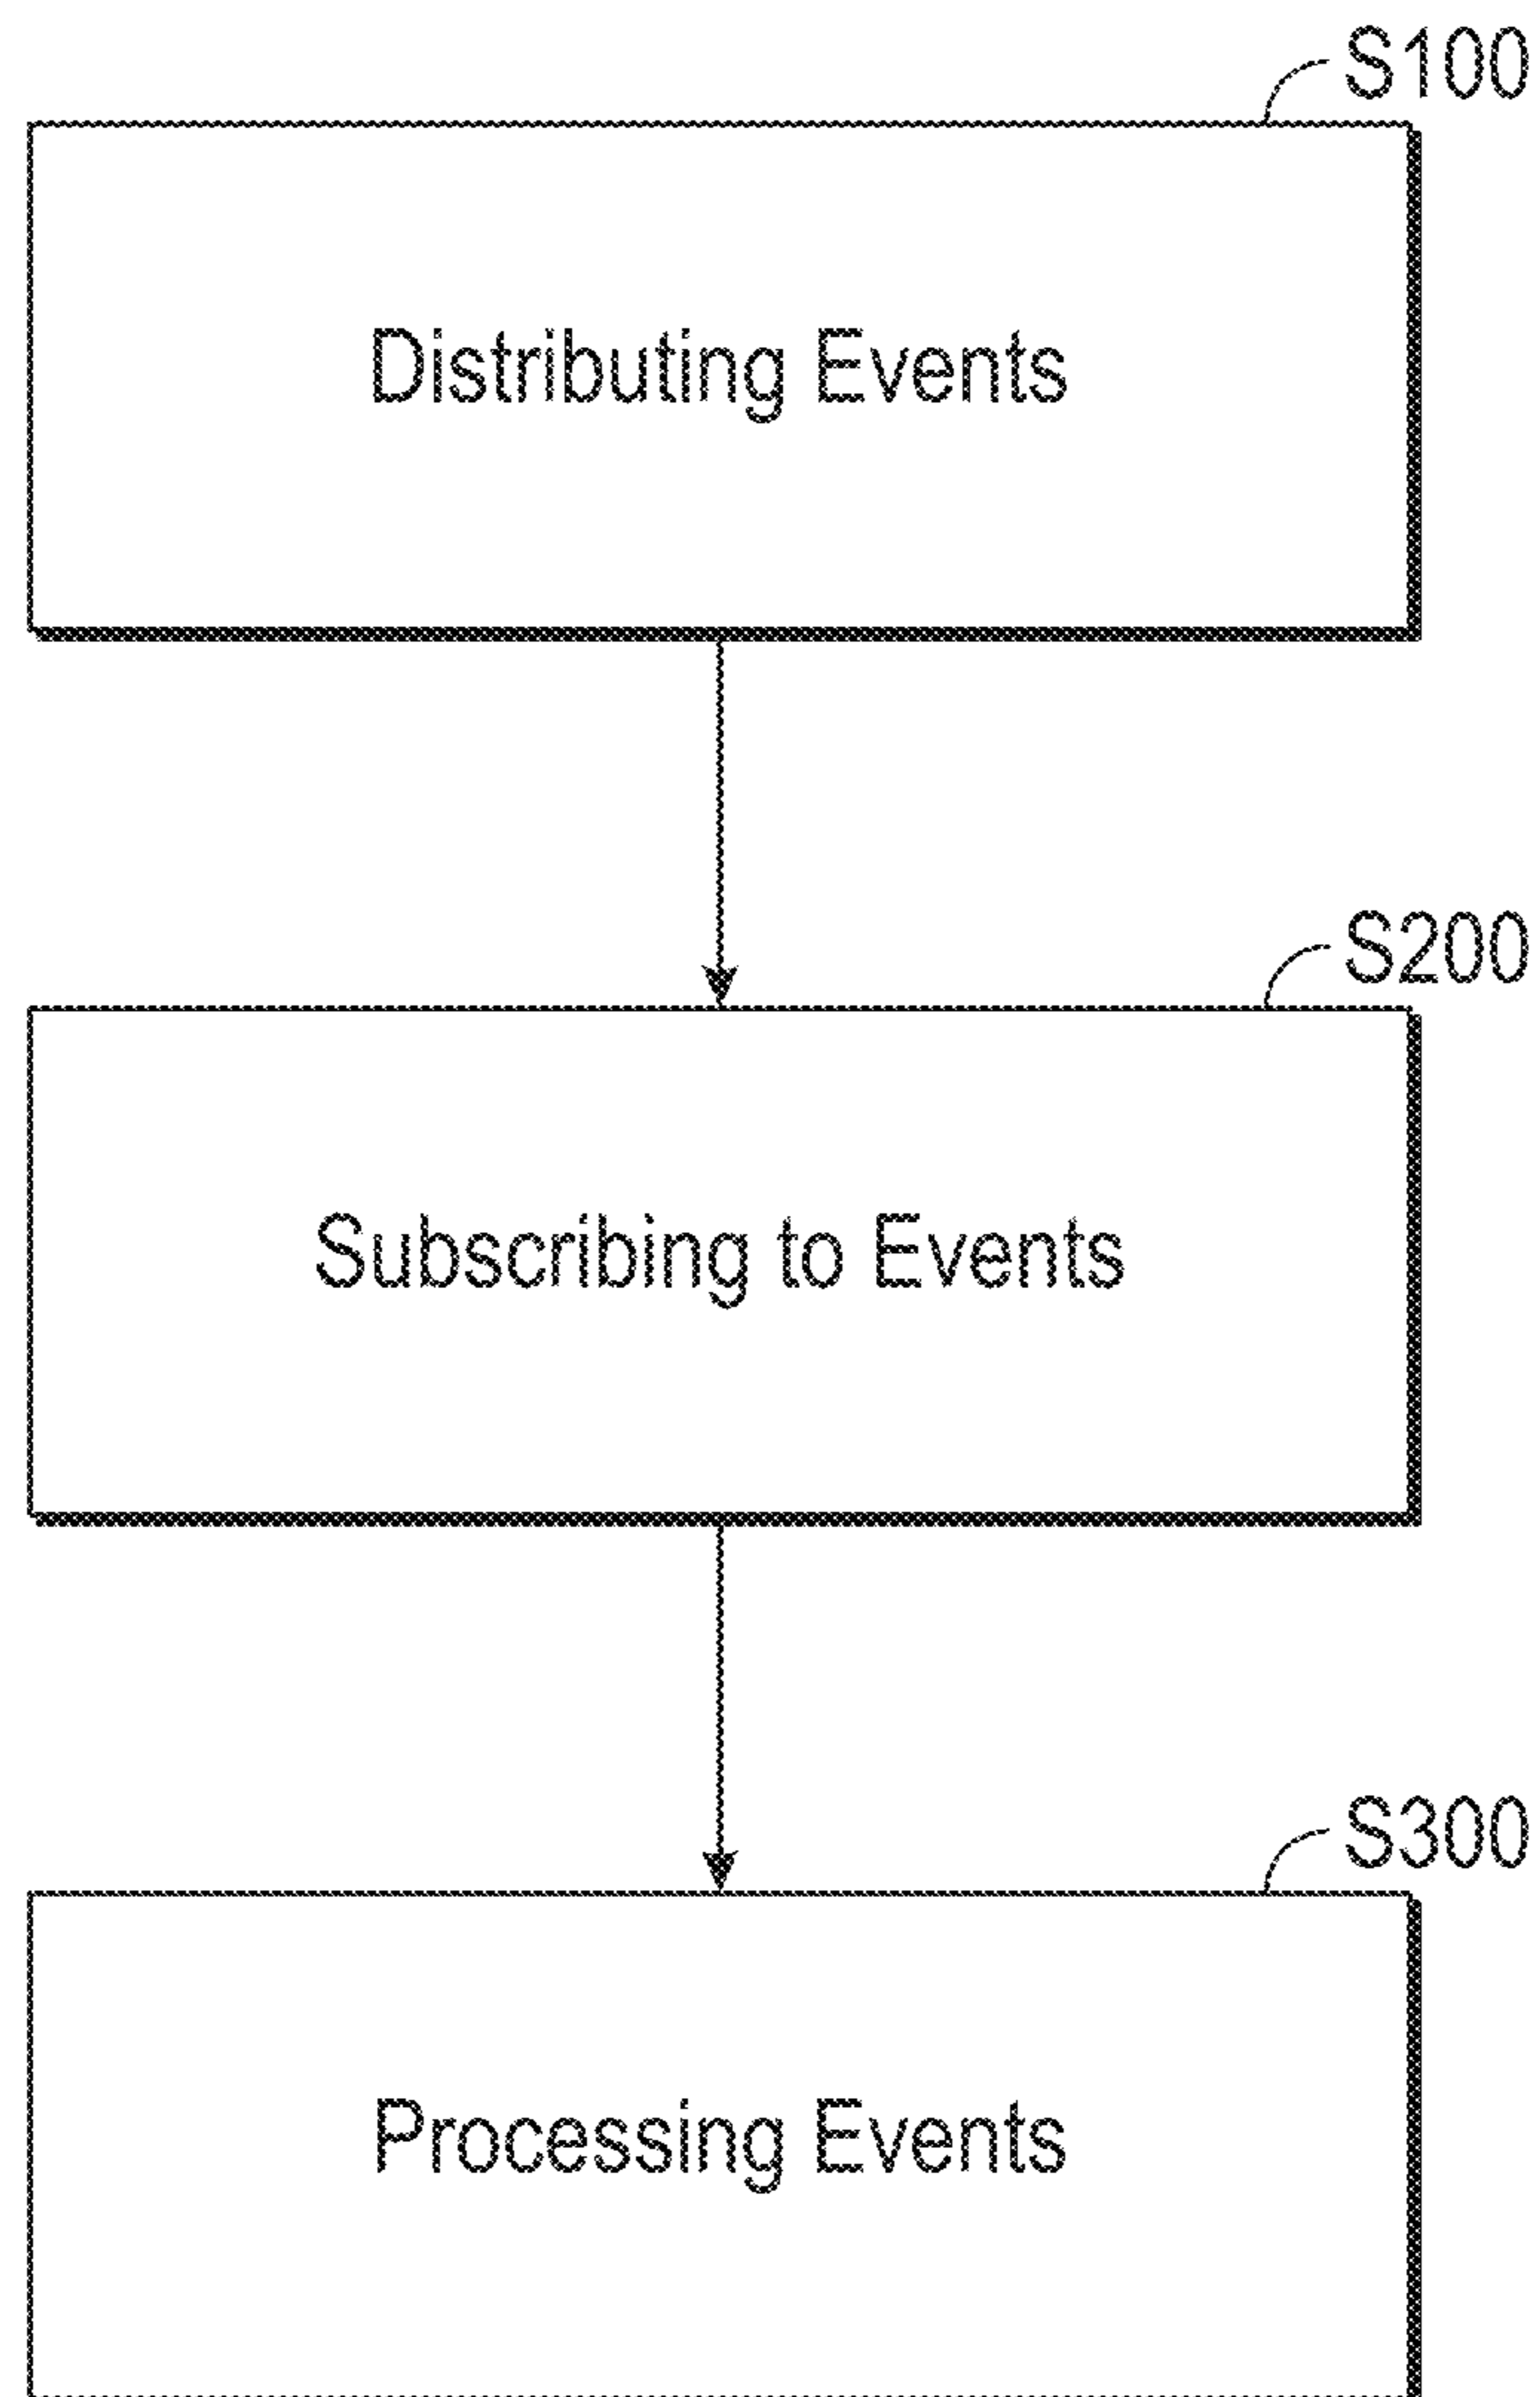 S100
Distributing Events
S200
Subscribing to Events
S300
Processing Events